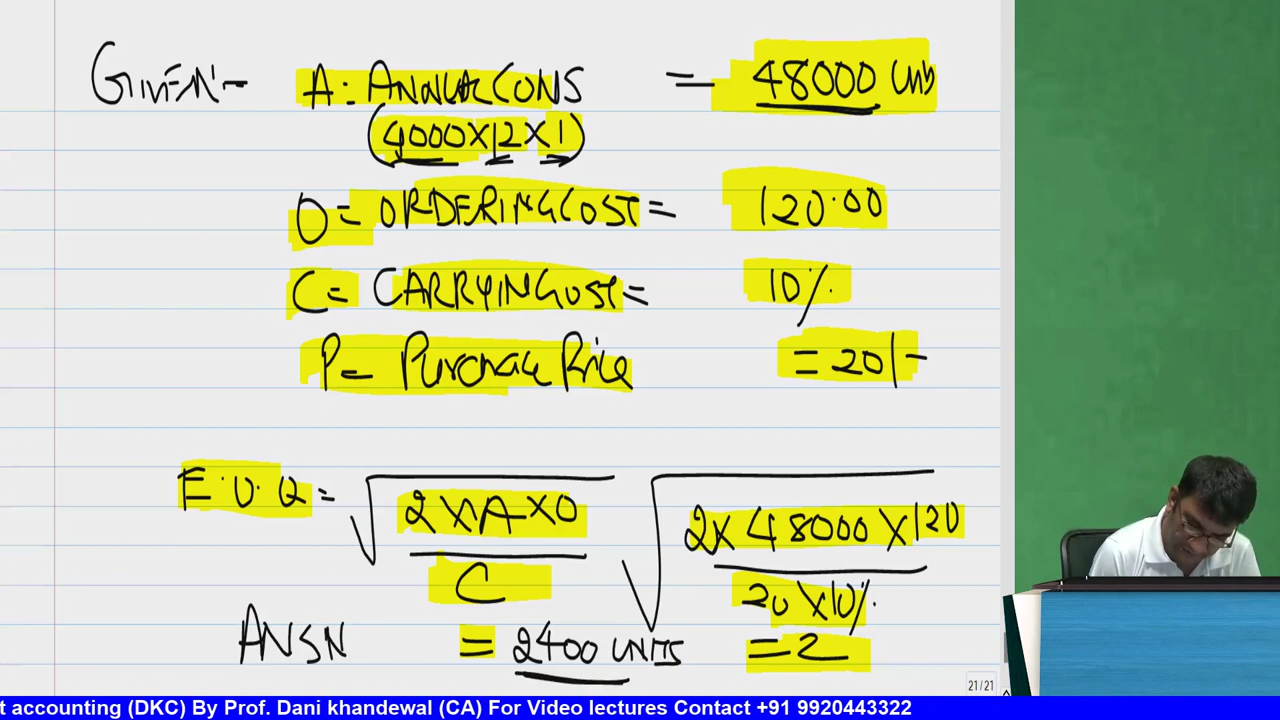 GIVEN- A: ANNUAL CONS = 48000 Units
(4000X12X1)
O= ORDERING COST= 120.00
C= CARRYING COST= 10%
P= Purchase Price = 20/-
E.O.Q = √ 2XAXO √ 2X48000X120
C 20X10%
ANSN = 2400 UNITS = 2
21/21
t accounting (DKC) By Prof. Dani khandewal (CA) For Video lectures Contact +91 9920443322